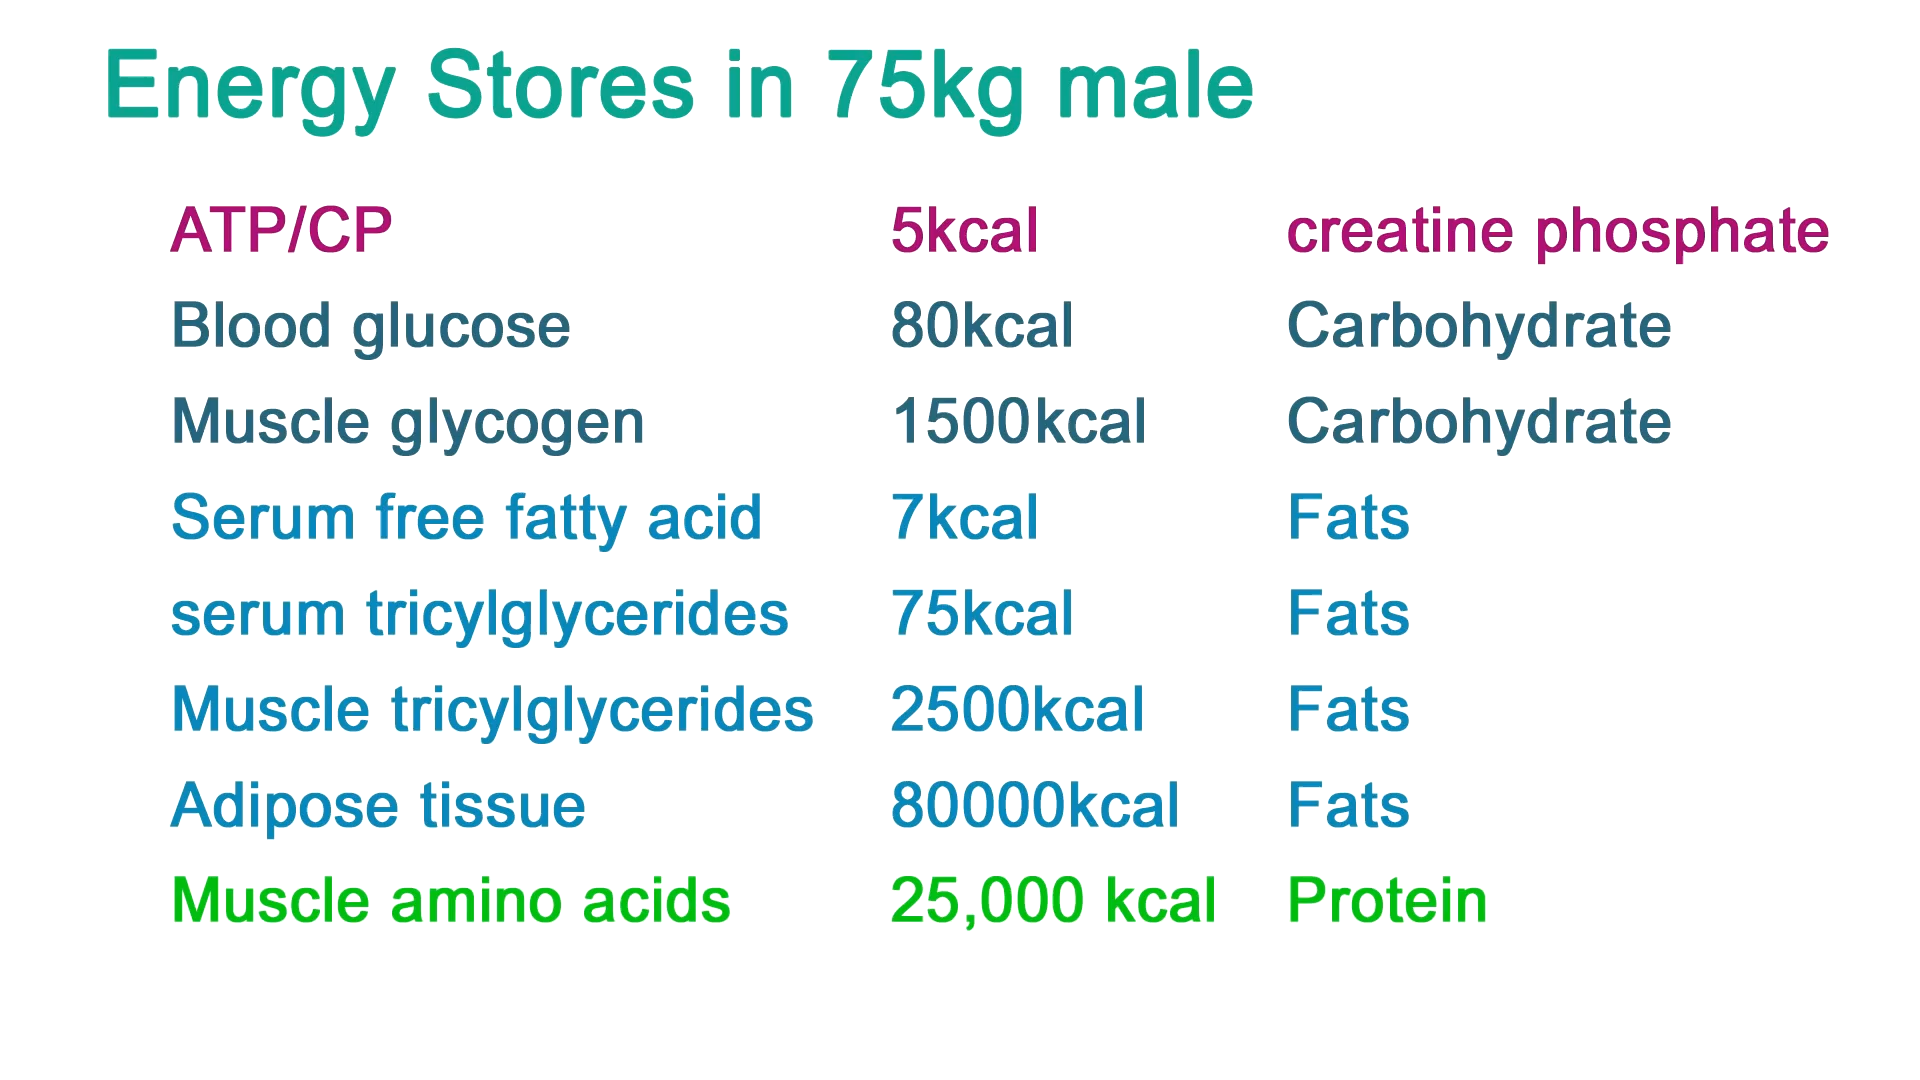 Energy Stores in 75kg male
ATP/CP 5kcal creatine phosphate
Blood glucose 80kcal Carbohydrate
Muscle glycogen 1500kcal Carbohydrate
Serum free fatty acid 7kcal Fats
serum tricylglycerides 75kcal Fats
Muscle tricylglycerides 2500kcal Fats
Adipose tissue 80000kcal Fats
Muscle amino acids 25,000 kcal Protein